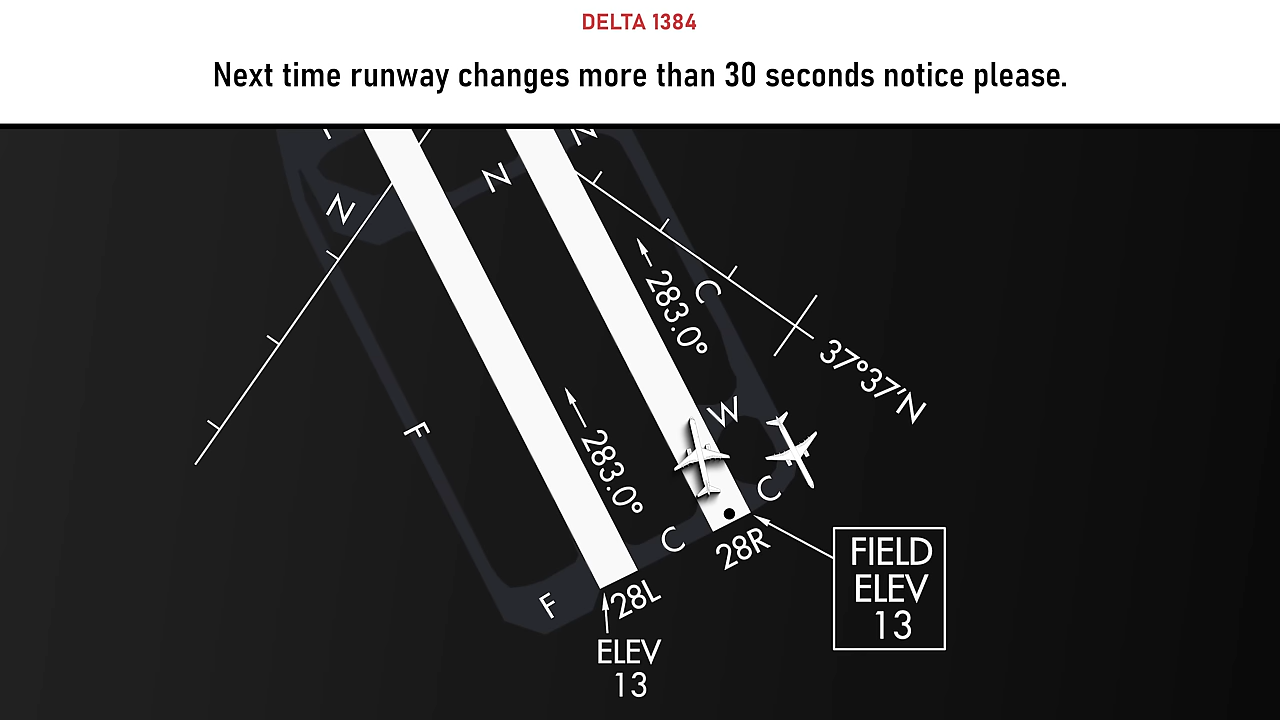 DELTA 1384
Next time runway changes more than 30 seconds notice please.
N
N
N
C
283.0°
37°37'N
F
W
283.0°
C
C
28R
F
28L
FIELD
ELEV
13
ELEV
13